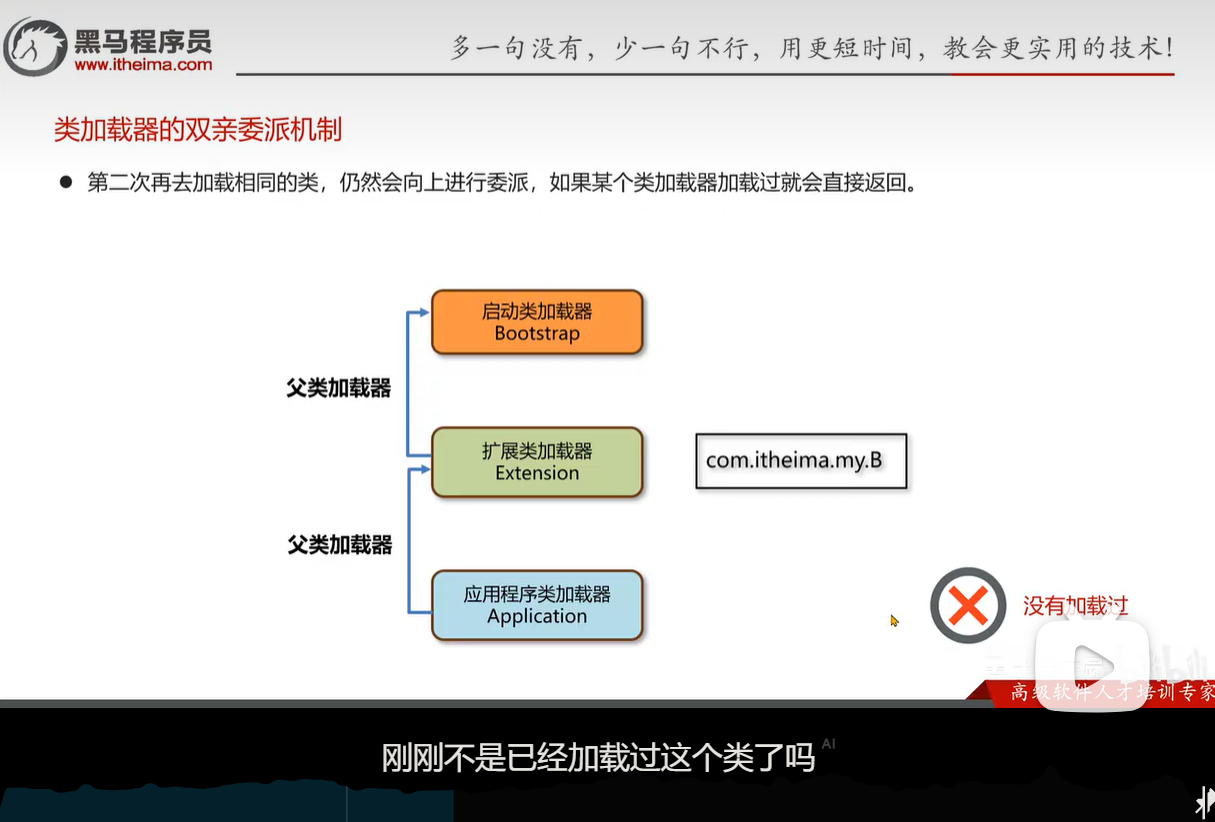 黑马程序员
www.itheima.com
多一句没有，少一句不行，用更短时间，教会更实用的技术！
类加载器的双亲委派机制
● 第二次再去加载相同的类，仍然会向上进行委派，如果某个类加载器加载过就会直接返回。
启动类加载器
Bootstrap
父类加载器
扩展类加载器
Extension
com.itheima.my.B
父类加载器
应用程序类加载器
Application
没有加载过
高级软件人才培训专家
刚刚不是已经加载过这个类了吗
AI